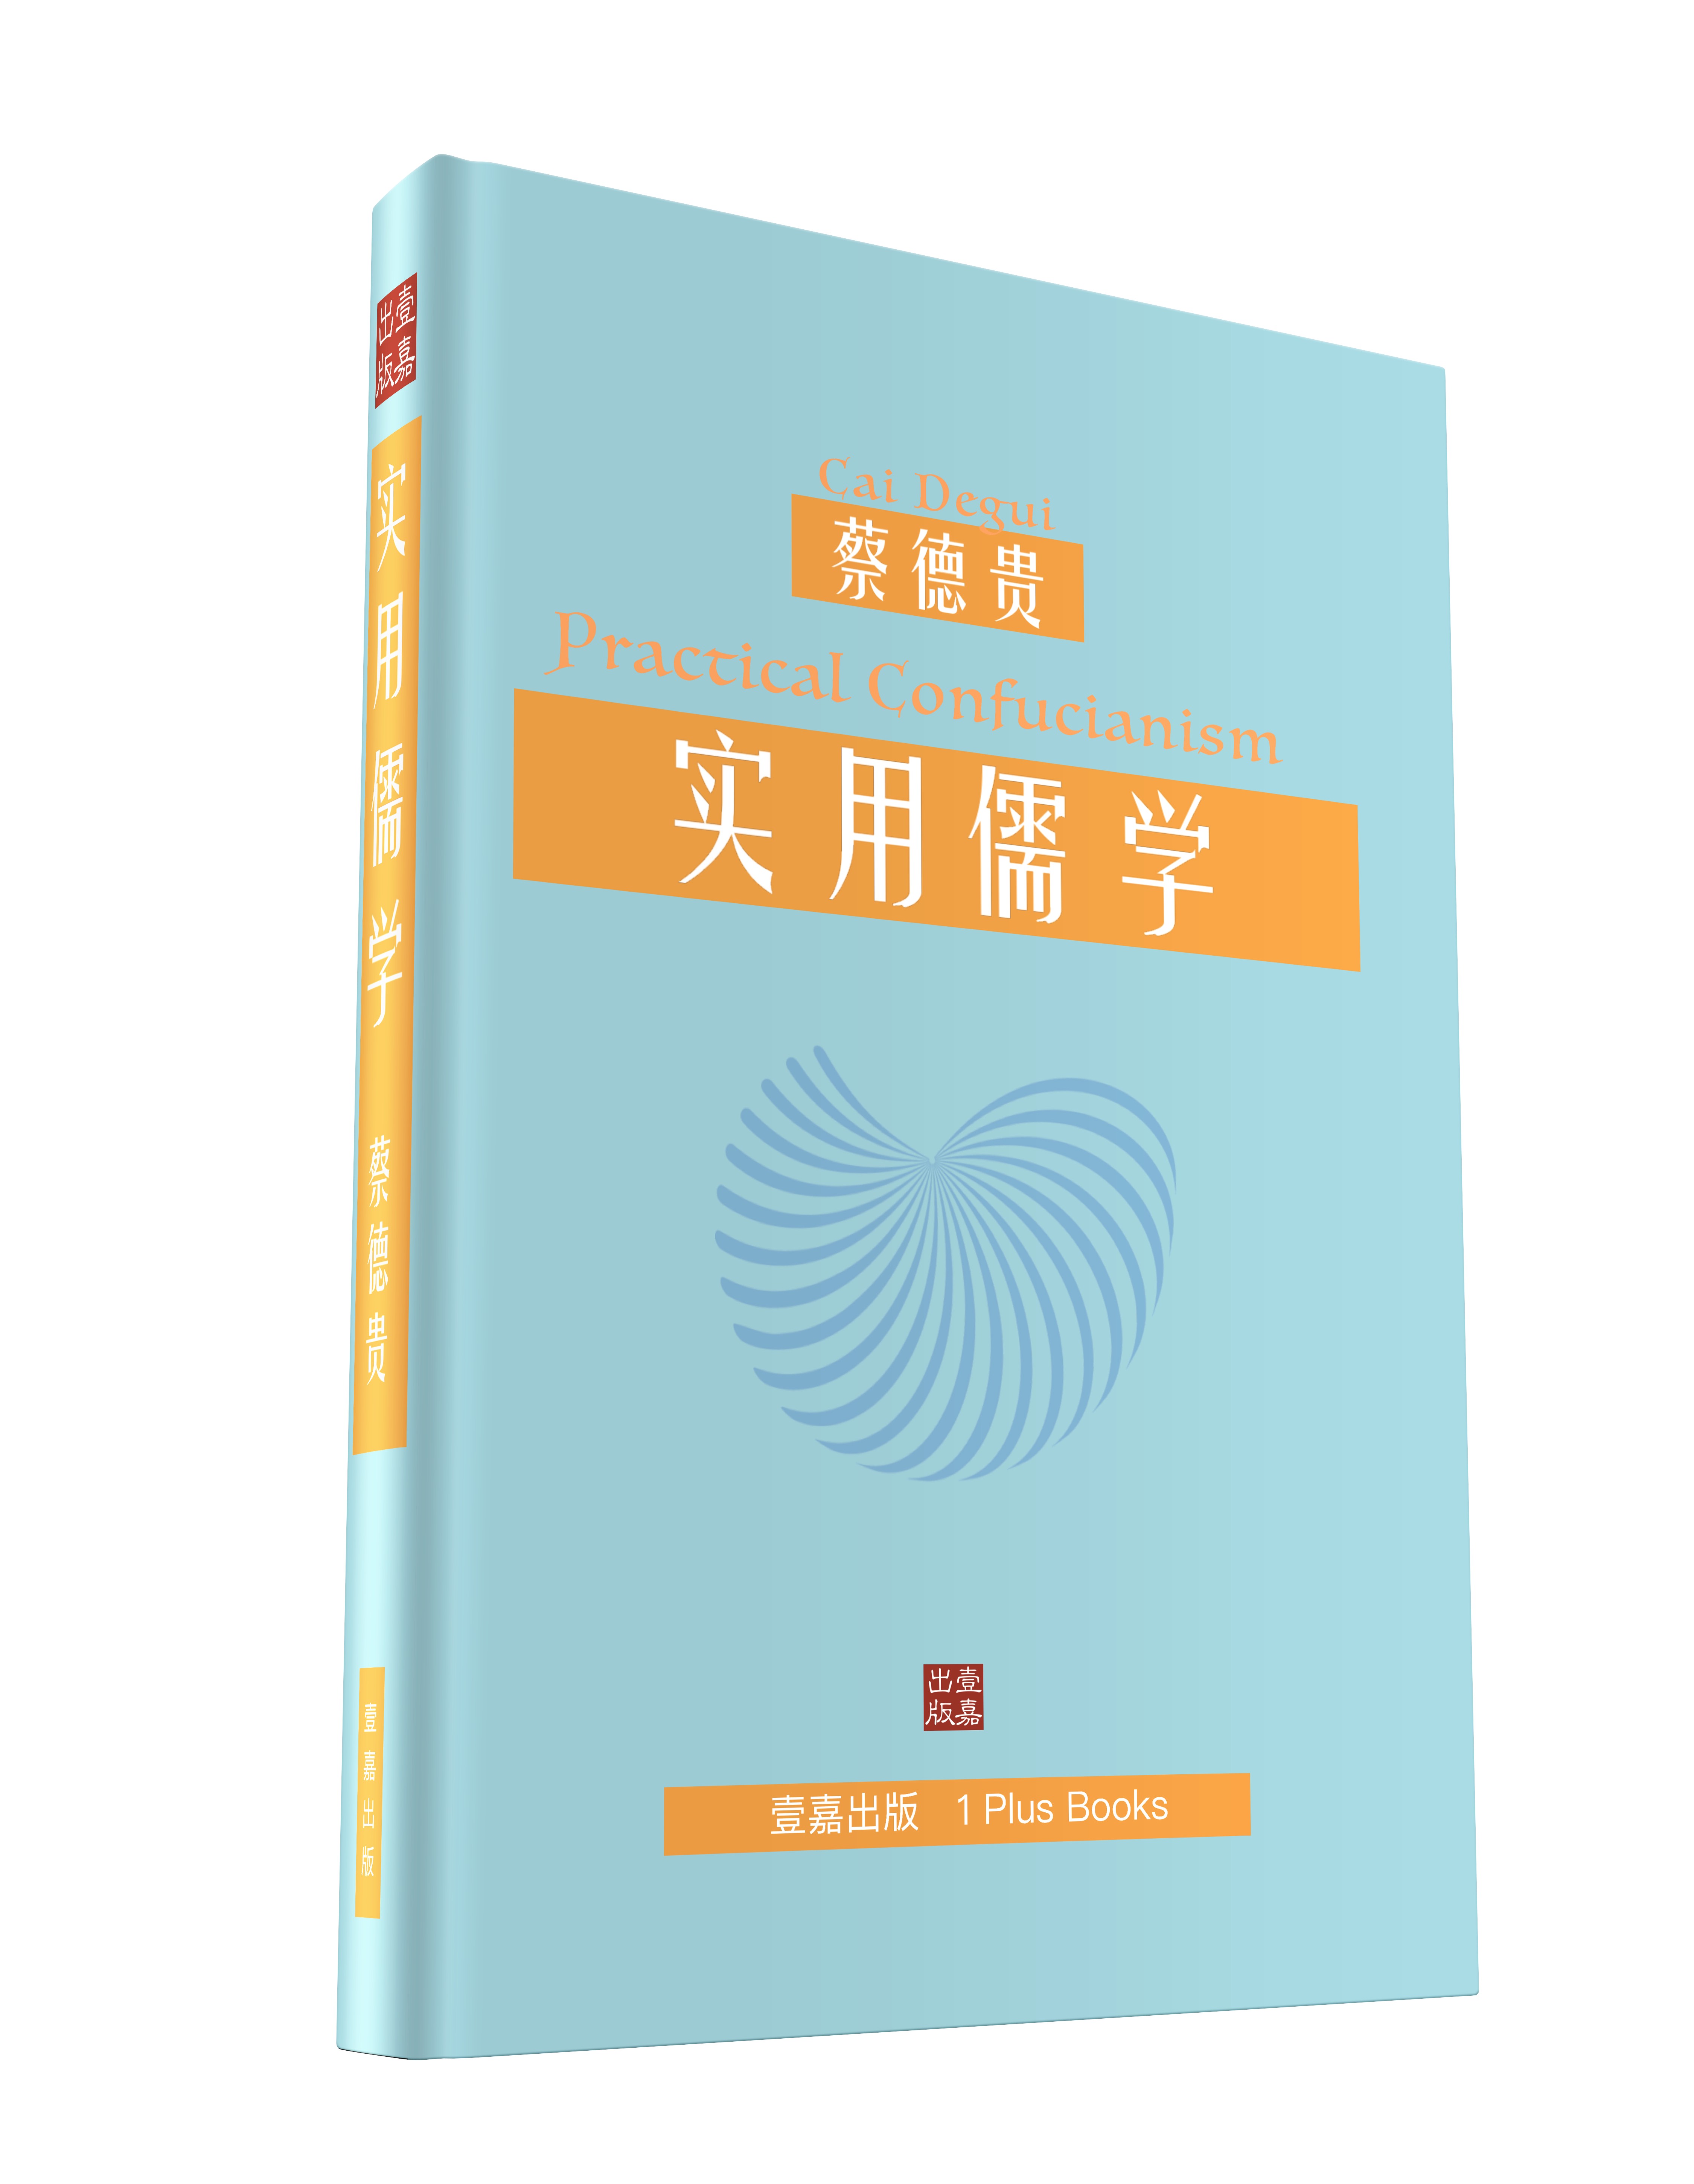 壹嘉
出版
实用儒学 蔡德贵
壹嘉出版
Cai Degui
蔡德贵
Practical Confucianism
实用儒学
壹嘉
出版
壹嘉出版 1 Plus Books